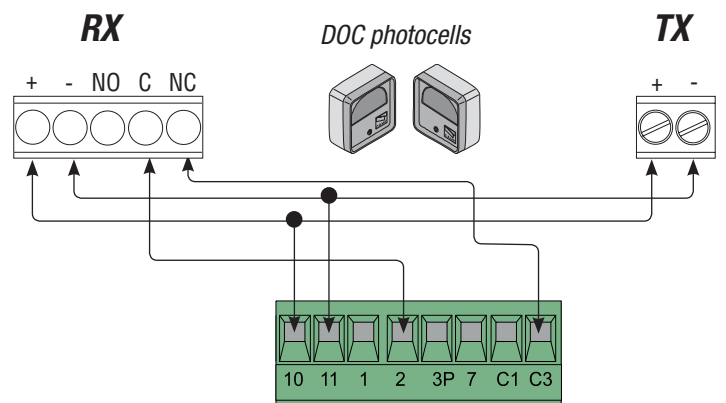 RX DOC photocells TX
+ - NO C NC + -
10 11 1 2 3P 7 C1 C3